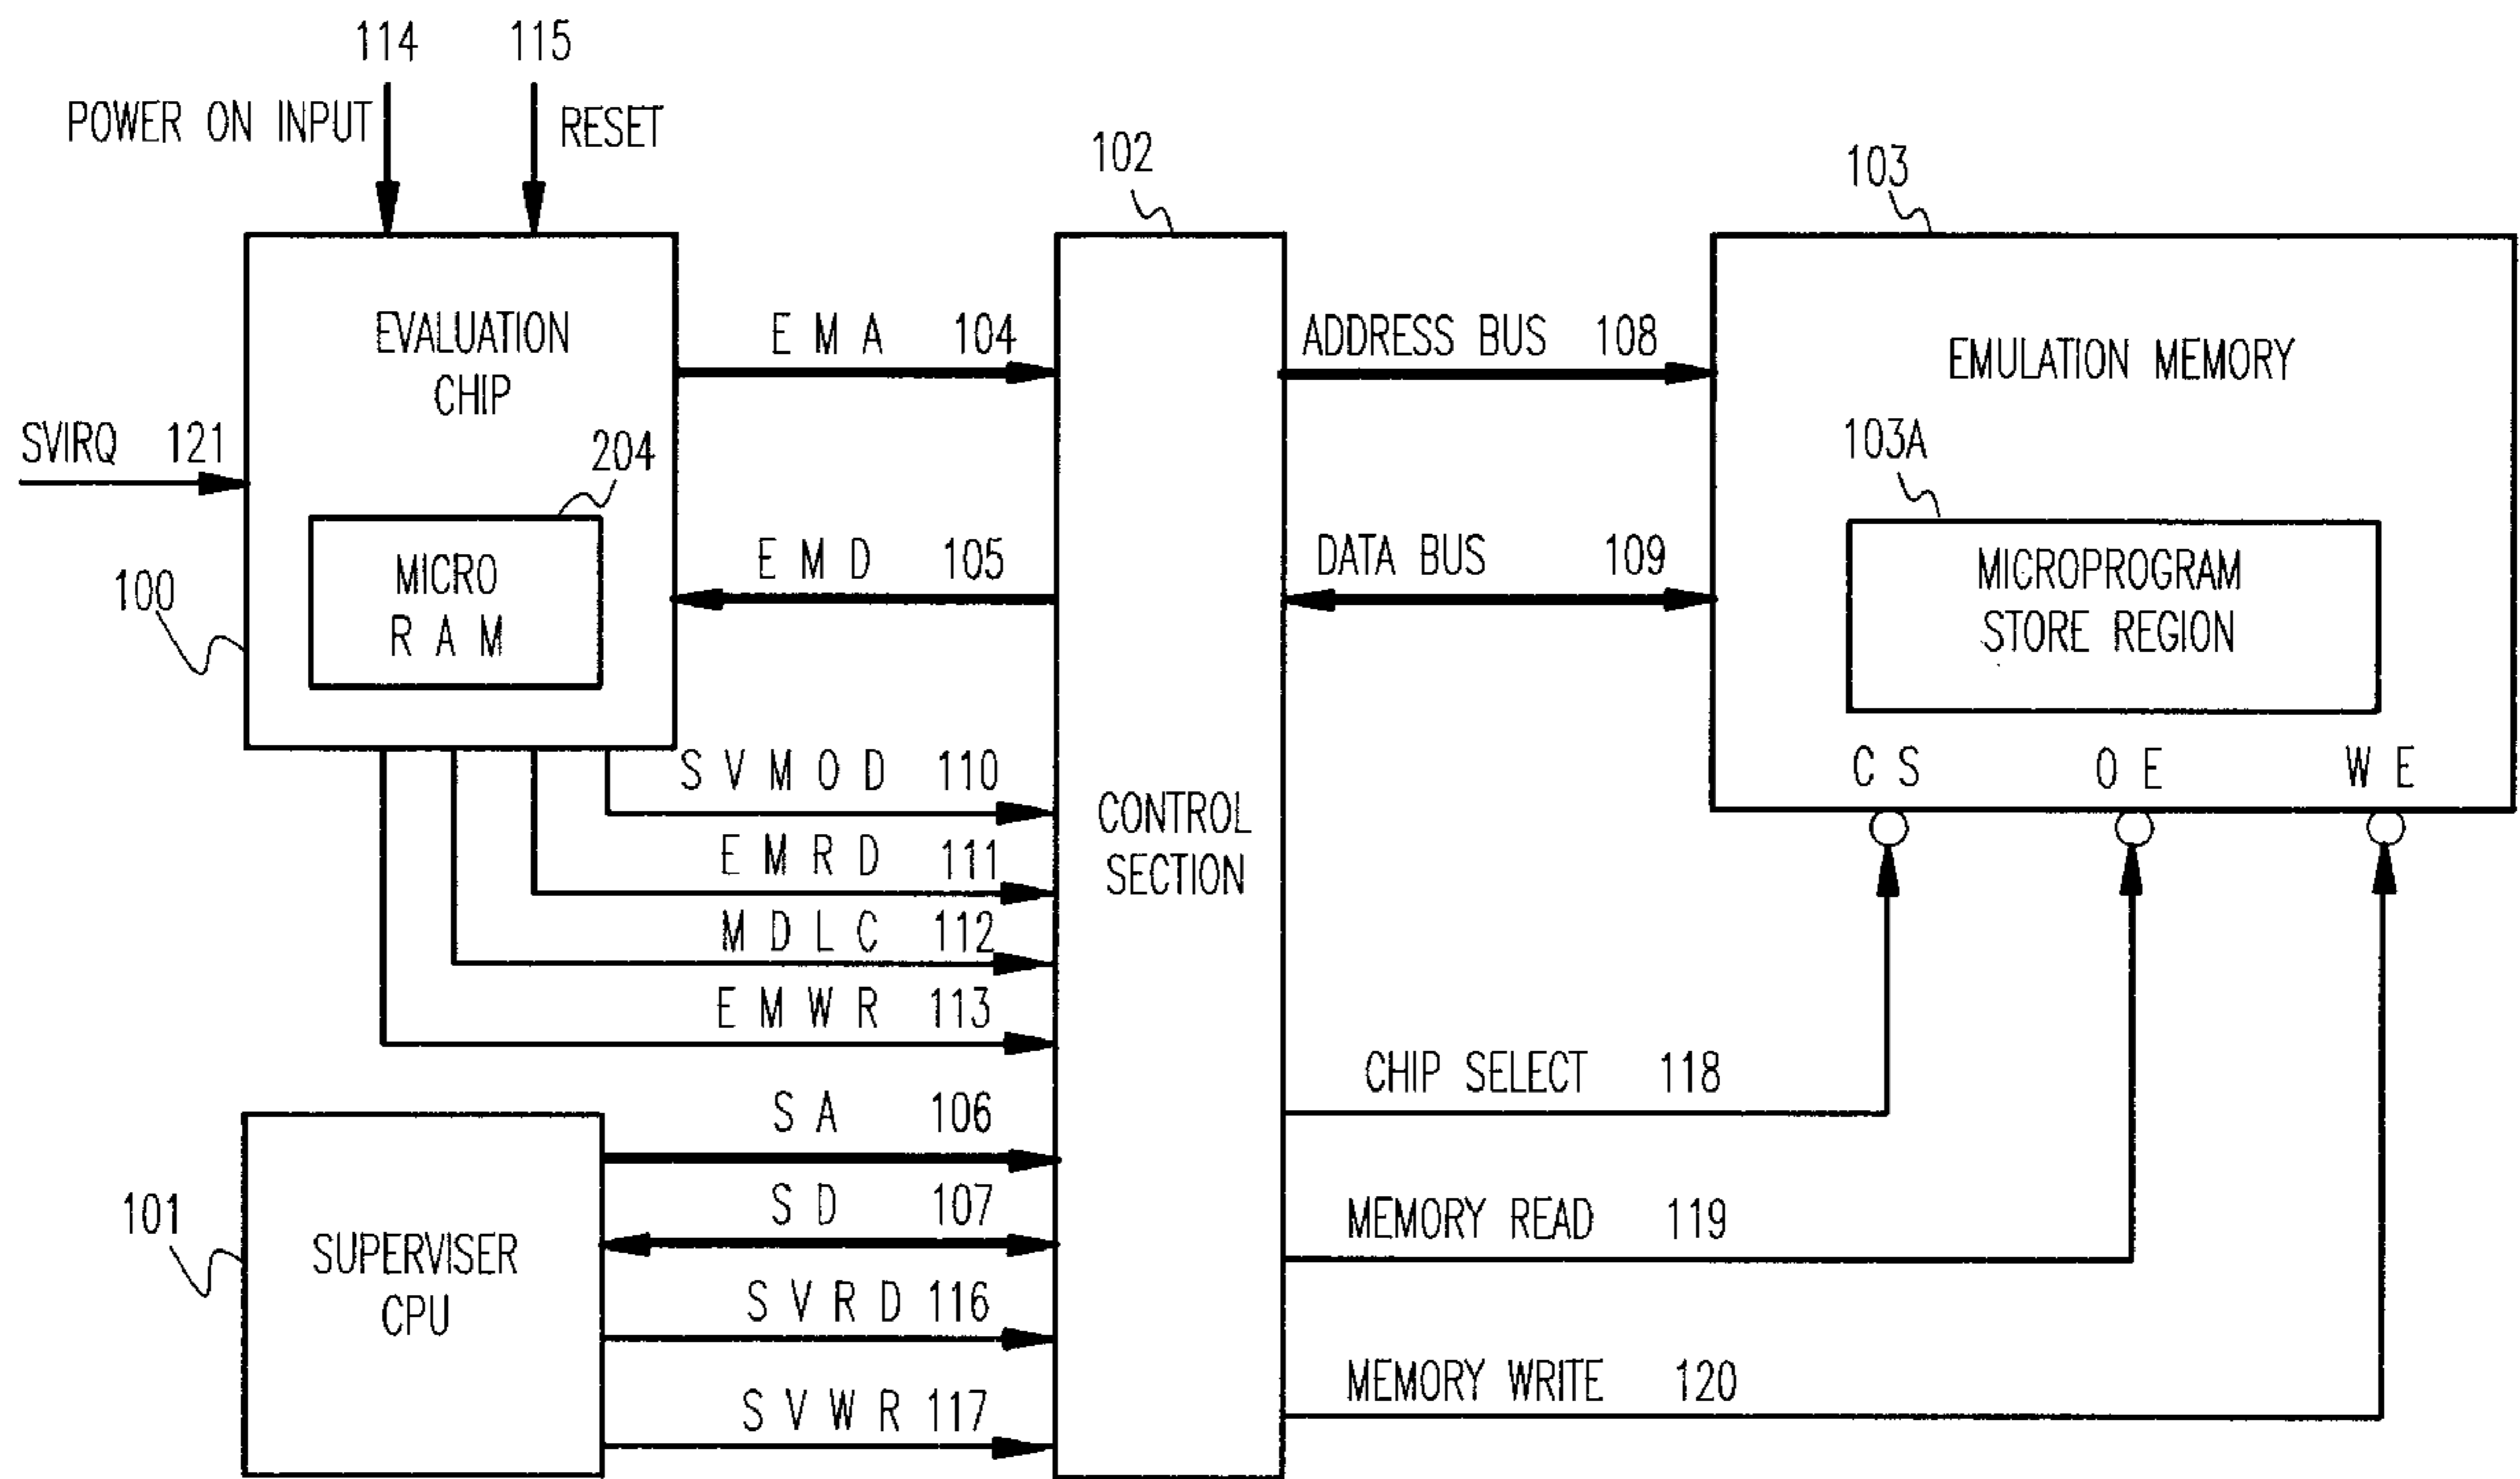 114 115
POWER ON INPUT RESET
102
103
EVALUATION
CHIP
E M A 104
ADDRESS BUS 108
EMULATION MEMORY
SVIRQ 121
204
103A
MICRO
R A M
100
E M D 105
DATA BUS 109
MICROPROGRAM
STORE REGION
S V M O D 110
C S O E W E
CONTROL
SECTION
E M R D 111
M D L C 112
E M W R 113
CHIP SELECT 118
S A 106
S D 107
101
SUPERVISER
CPU
MEMORY READ 119
S V R D 116
MEMORY WRITE 120
S V W R 117